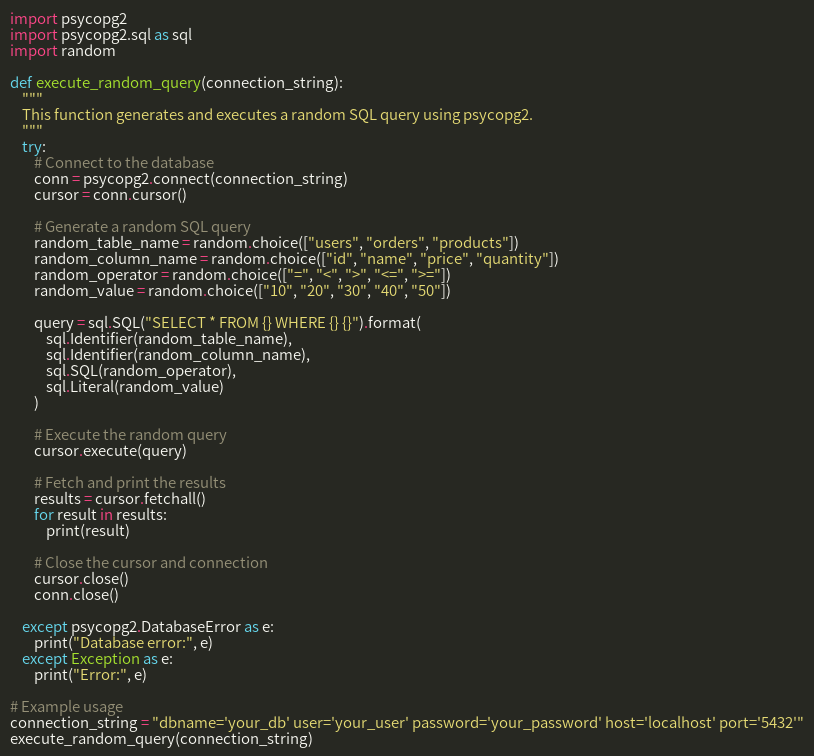 import psycopg2
import psycopg2.sql as sql
import random

def execute_random_query(connection_string):
    """
    This function generates and executes a random SQL query using psycopg2.
    """
    try:
        # Connect to the database
        conn = psycopg2.connect(connection_string)
        cursor = conn.cursor()

        # Generate a random SQL query
        random_table_name = random.choice(["users", "orders", "products"])
        random_column_name = random.choice(["id", "name", "price", "quantity"])
        random_operator = random.choice(["=", "<", ">", "<=", ">="])
        random_value = random.choice(["10", "20", "30", "40", "50"])

        query = sql.SQL("SELECT * FROM {} WHERE {} {}").format(
            sql.Identifier(random_table_name),
            sql.Identifier(random_column_name),
            sql.SQL(random_operator),
            sql.Literal(random_value)
        )

        # Execute the random query
        cursor.execute(query)

        # Fetch and print the results
        results = cursor.fetchall()
        for result in results:
            print(result)

        # Close the cursor and connection
        cursor.close()
        conn.close()

    except psycopg2.DatabaseError as e:
        print("Database error:", e)
    except Exception as e:
        print("Error:", e)

# Example usage
connection_string = "dbname='your_db' user='your_user' password='your_password' host='localhost' port='5432'"
execute_random_query(connection_string)